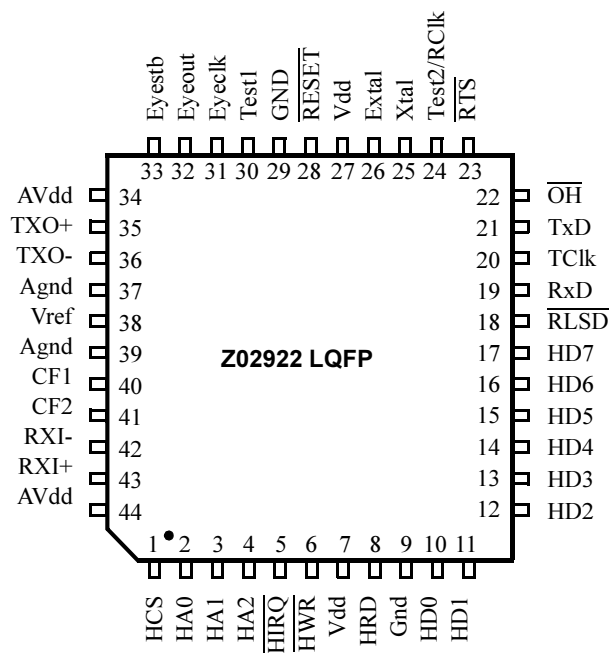 Eyestb
Eyeout
Eyeclk
Test1
GND
RESET
Vdd
Extal
Xtal
Test2/RClk
RTS
33 32 31 30 29 28 27 26 25 24 23
AVdd 34
TXO+ 35
TXO- 36
Agnd 37
Vref 38
Agnd 39
CF1 40
CF2 41
RXI- 42
RXI+ 43
AVdd 44
Z02922 LQFP
22 OH
21 TxD
20 TClk
19 RxD
18 RLSD
17 HD7
16 HD6
15 HD5
14 HD4
13 HD3
12 HD2
1 2 3 4 5 6 7 8 9 10 11
HCS
HA0
HA1
HA2
HIRQ
HWR
Vdd
HRD
Gnd
HD0
HD1